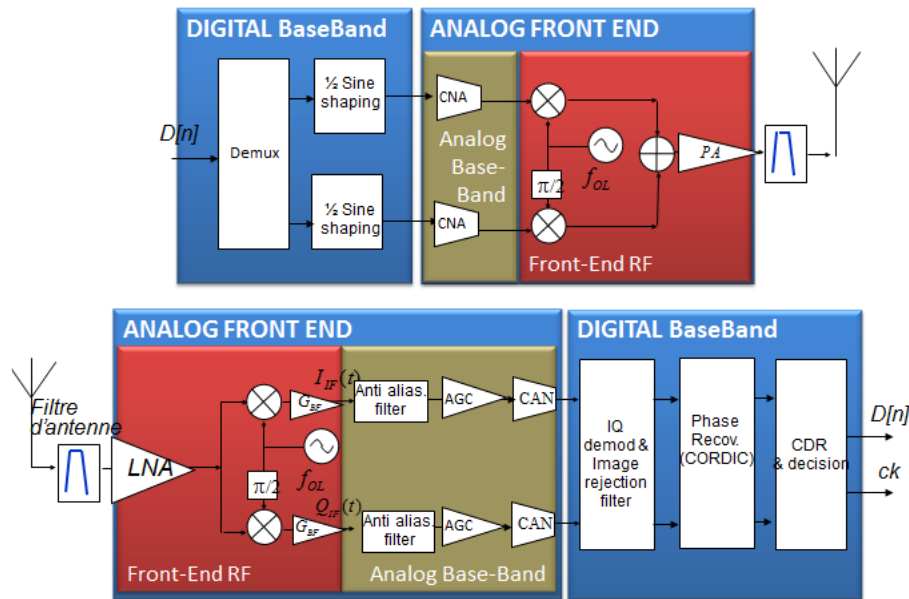 DIGITAL BaseBand
ANALOG FRONT END
D[n]
Demux
½ Sine
shaping
½ Sine
shaping
CNA
CNA
Analog
Base-
Band
π/2
f_OL
PA
Front-End RF
ANALOG FRONT END
DIGITAL BaseBand
Filtre
d'antenne
LNA
π/2
f_OL
G_BF
G_BF
I_IF(t)
Q_IF(t)
Anti alias.
filter
Anti alias.
filter
AGC
AGC
CAN
CAN
Front-End RF
Analog Base-Band
IQ
demod &
Image
rejection
filter
Phase
Recov.
(CORDIC)
CDR
& decision
D[n]
ck